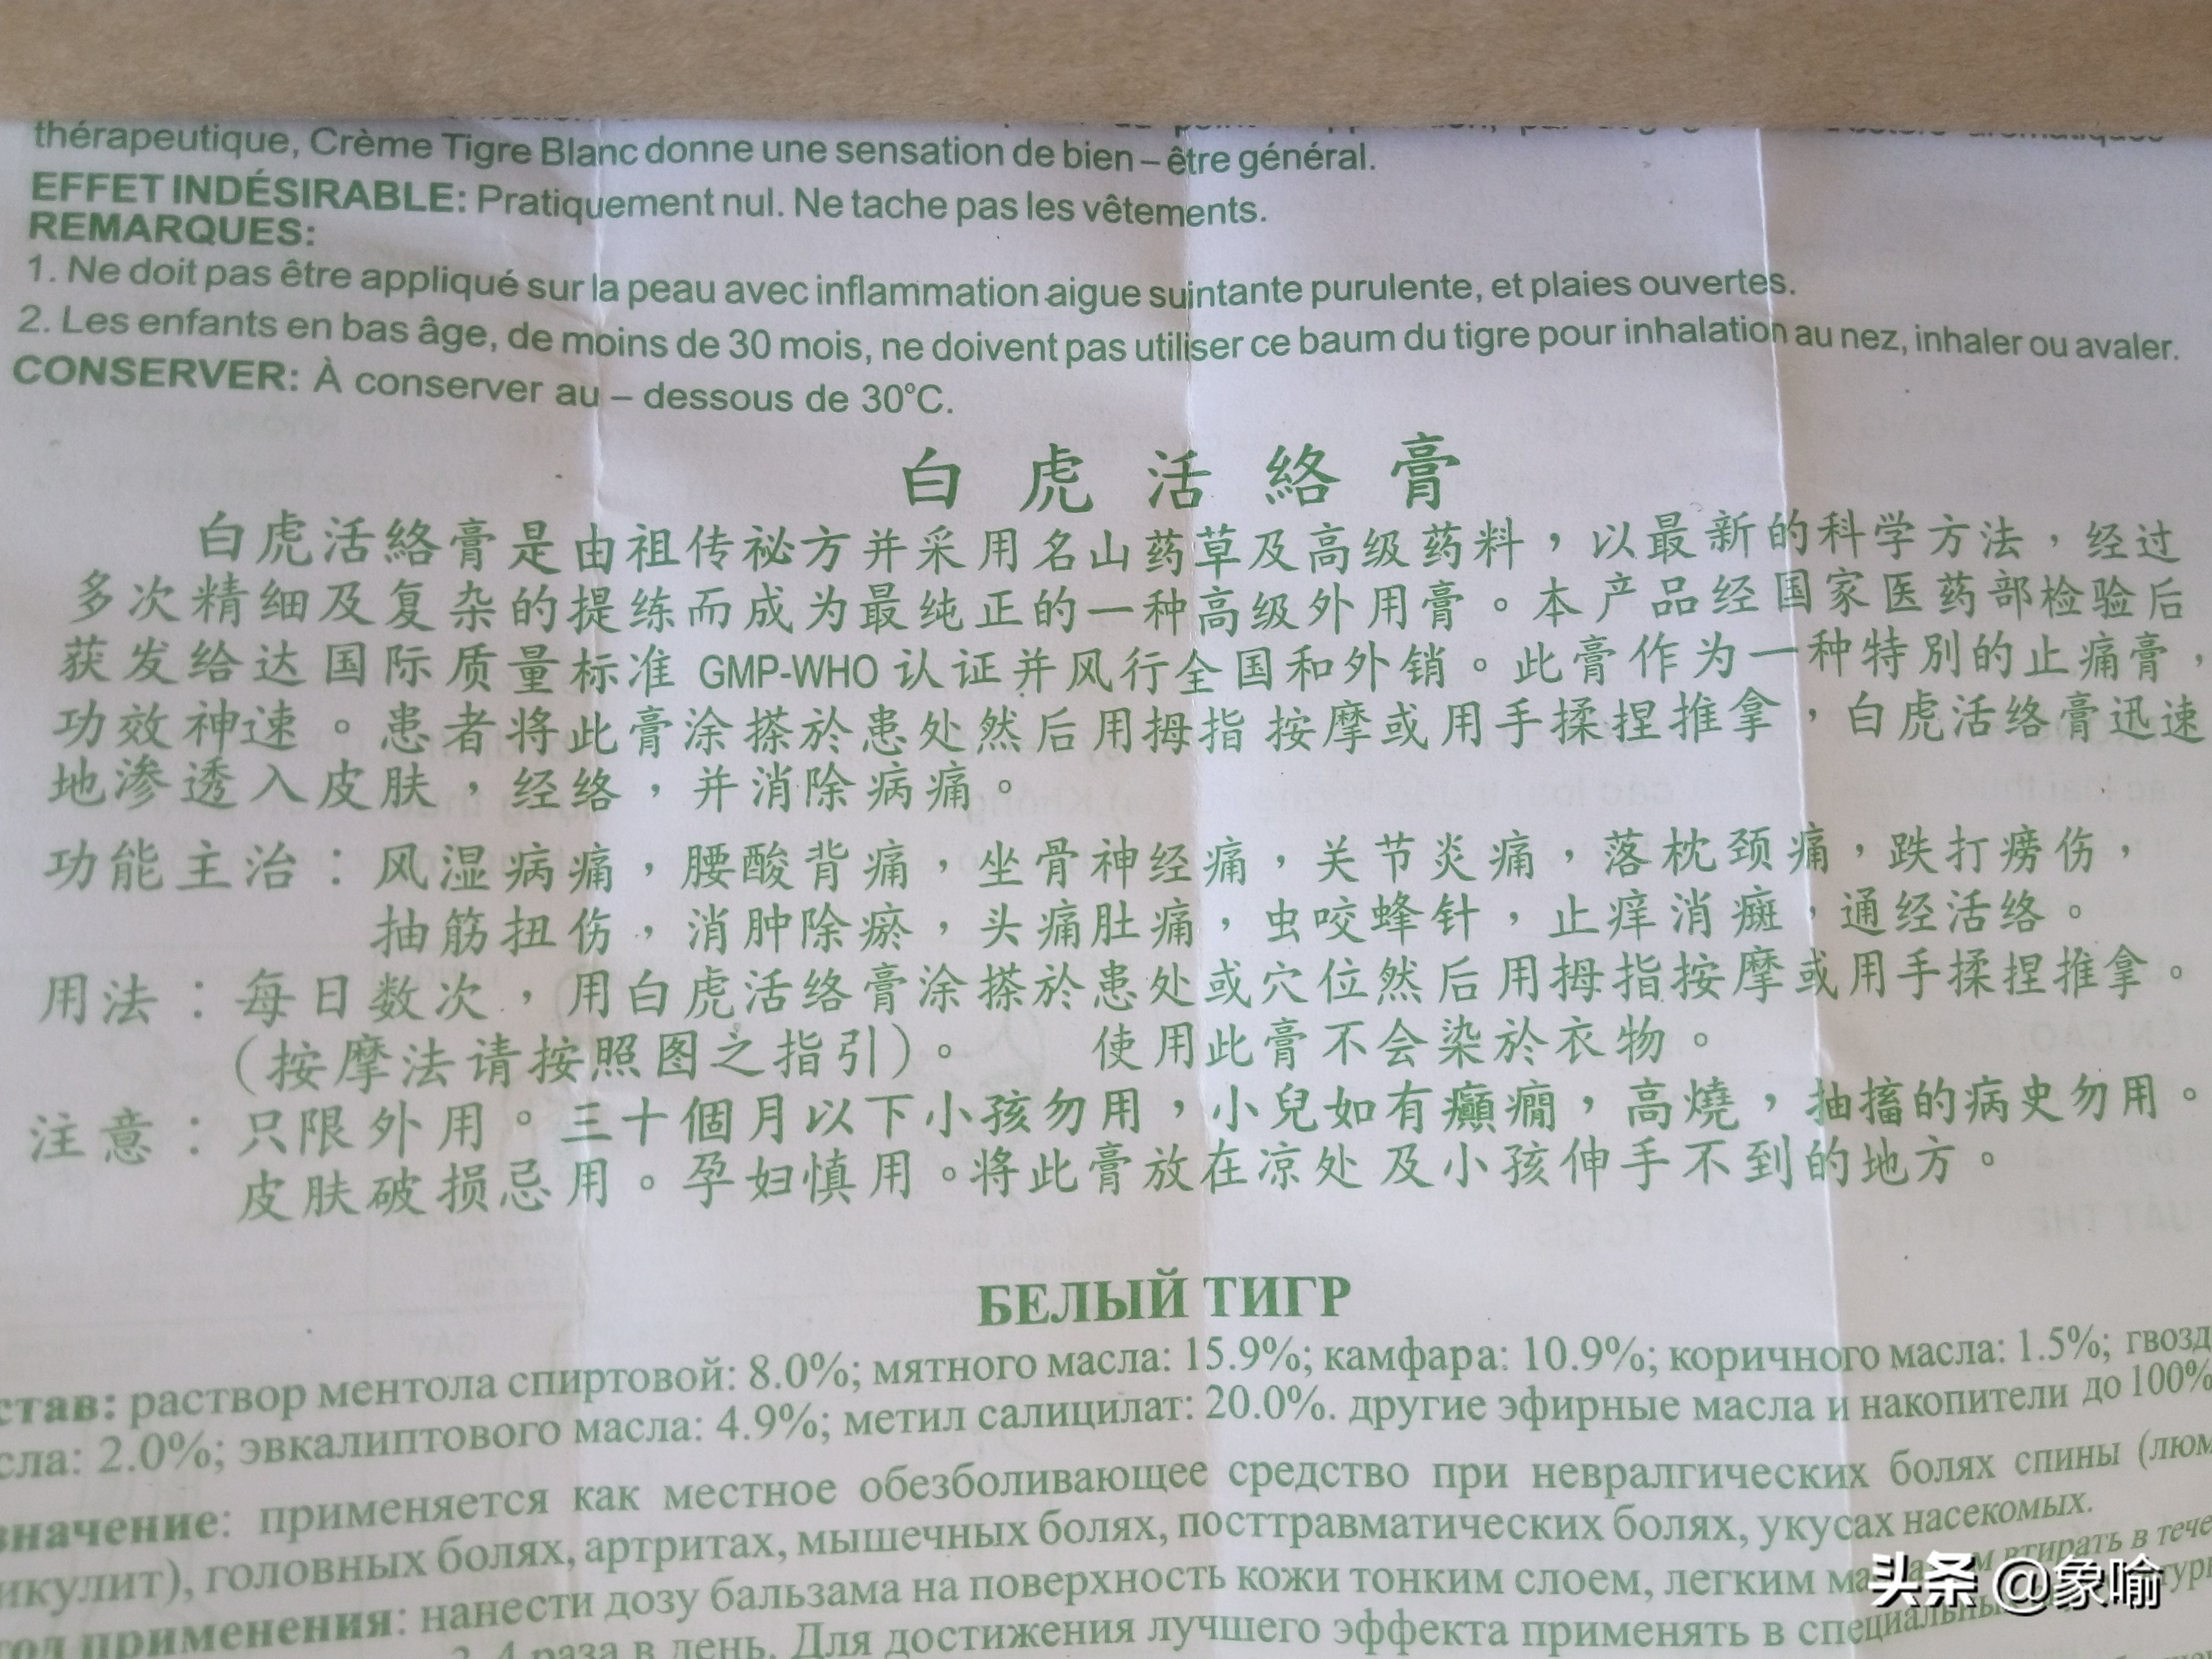 thérapeutique, Crème Tigre Blanc donne une sensation de bien – être général.
EFFET INDÉSIRABLE: Pratiquement nul. Ne tache pas les vêtements.
REMARQUES:
1. Ne doit pas être appliqué sur la peau avec inflammation aigue suintante purulente, et plaies ouvertes.
2. Les enfants en bas âge, de moins de 30 mois, ne doivent pas utiliser ce baum du tigre pour inhalation au nez, inhaler ou avaler.
CONSERVER: À conserver au – dessous de 30°C.
白虎活絡膏
白虎活絡膏是由祖传祕方并采用名山药草及高级药料，以最新的科学方法，经过
多次精细及复杂的提练而成为最纯正的一种高级外用膏。本产品经国家医药部检验后
获发给达国际质量标准 GMP-WHO 认证并风行全国和外销。此膏作为一种特別的止痛膏，
功效神速。患者将此膏涂搽於患处然后用拇指按摩或用手揉捏推拿，白虎活络膏迅速
地渗透入皮肤，经络，并消除病痛。
功能主治：风湿病痛，腰酸背痛，坐骨神经痛，关节炎痛，落枕颈痛，跌打痨伤，
抽筋扭伤，消肿除瘀，头痛肚痛，虫咬蜂针，止痒消癍，通经活络。
用法：每日数次，用白虎活络膏涂搽於患处或穴位然后用拇指按摩或用手揉捏推拿。
（按摩法请按照图之指引）。 使用此膏不会染於衣物。
注意：只限外用。三十個月以下小孩勿用，小兒如有癲癇，高燒，抽搐的病史勿用。
皮肤破损忌用。孕妇慎用。将此膏放在凉处及小孩伸手不到的地方。
БЕЛЫЙ ТИГР
став: раствор ментола спиртовой: 8.0%; мятного масла: 15.9%; камфара: 10.9%; коричного масла: 1.5%; гвозд
сла: 2.0%; эвкалиптового масла: 4.9%; метил салицилат: 20.0%. другие эфирные масла и накопители до 100%
значение: применяется как местное обезболивающее средство при невралгических болях спины (люм
икулит), головных болях, артритах, мышечных болях, посттравматических болях, укусах насекомых.
применения: нанести дозу бальзама на поверхность кожи тонким слоем, легким втирать в тече
4 раза в день. Для достижения лучшего эффекта применять в
头条 @象喻